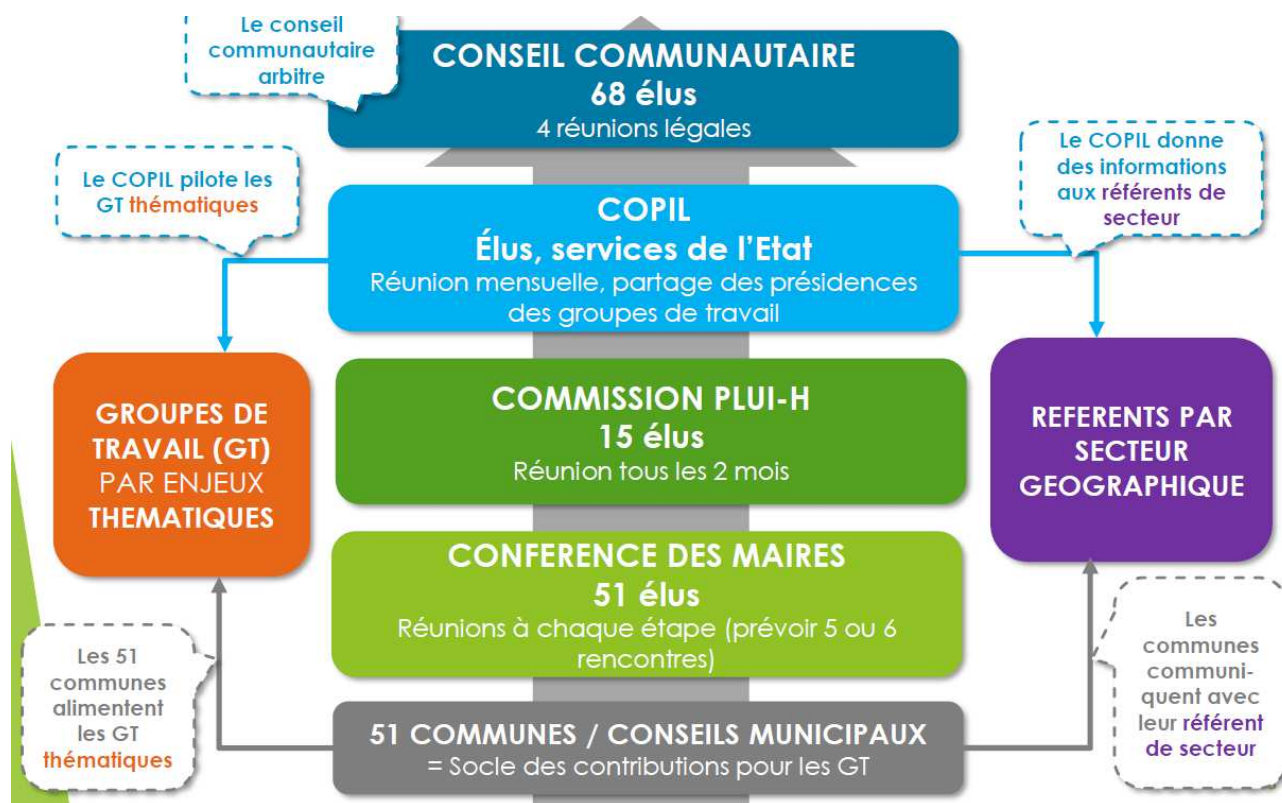 Le conseil
communautaire
arbitre
CONSEIL COMMUNAUTAIRE
68 élus
4 réunions légales
Le COPIL pilote les
GT thématiques
Le COPIL donne
des informations
aux référents de
secteur
COPIL
Élus, services de l'Etat
Réunion mensuelle, partage des présidences
des groupes de travail
GROUPES DE
TRAVAIL (GT)
PAR ENJEUX
THEMATIQUES
COMMISSION PLUI-H
15 élus
Réunion tous les 2 mois
REFERENTS PAR
SECTEUR
GEOGRAPHIQUE
CONFERENCE DES MAIRES
51 élus
Réunions à chaque étape (prévoir 5 ou 6
rencontres)
Les 51
communes
alimentent
les GT
thématiques
Les
communes
communi-
quent avec
leur référent
de secteur
51 COMMUNES / CONSEILS MUNICIPAUX
= Socle des contributions pour les GT